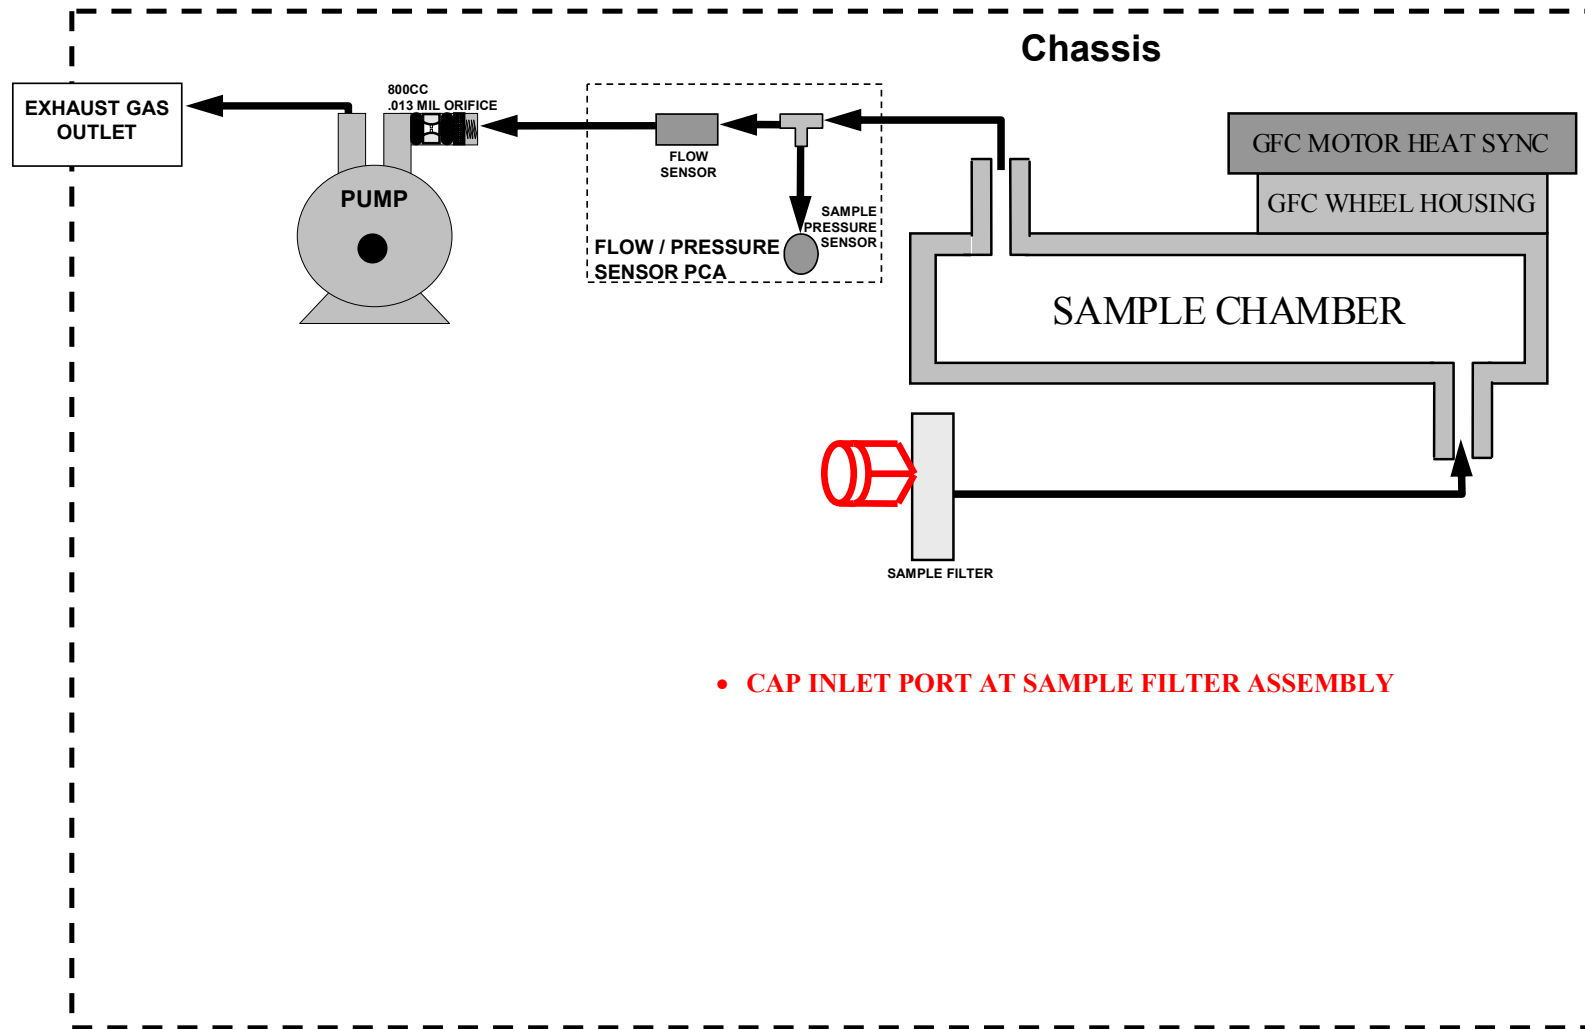 Chassis
EXHAUST GAS
OUTLET
800CC
.013 MIL ORIFICE
PUMP
FLOW
SENSOR
SAMPLE
PRESSURE
SENSOR
FLOW / PRESSURE
SENSOR PCA
GFC MOTOR HEAT SYNC
GFC WHEEL HOUSING
SAMPLE CHAMBER
SAMPLE FILTER
• CAP INLET PORT AT SAMPLE FILTER ASSEMBLY